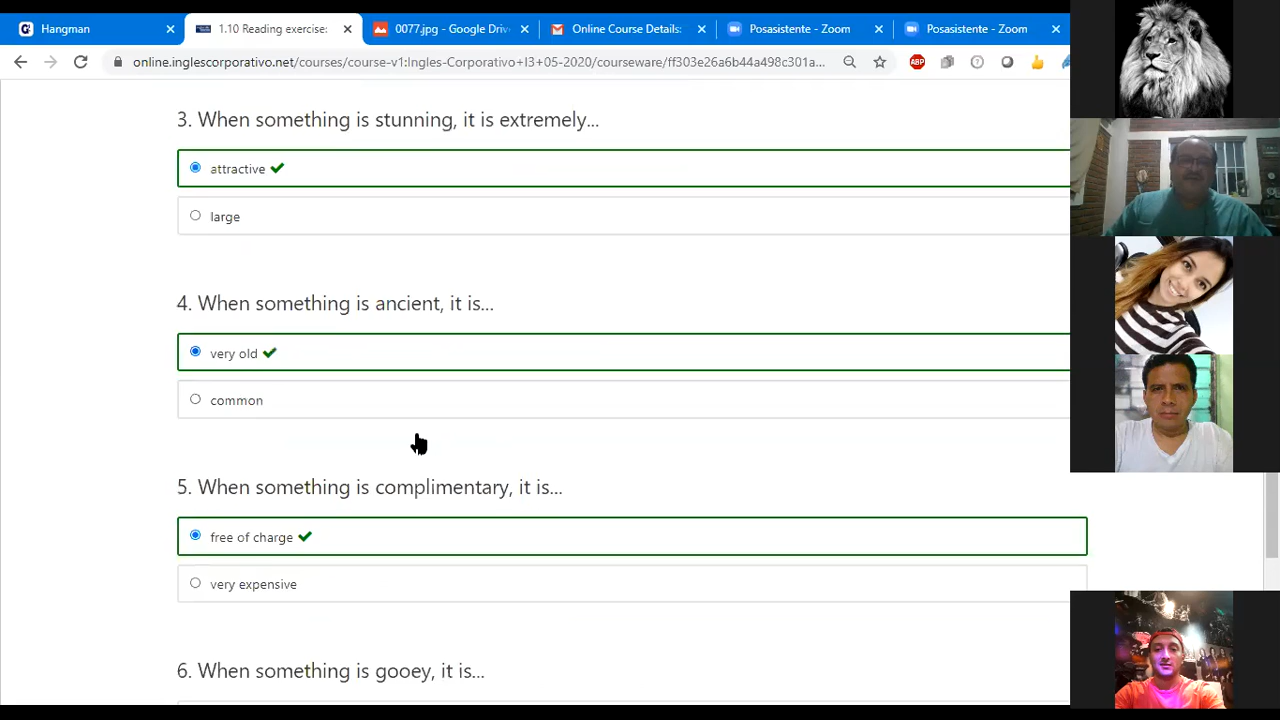 Hangman
1.10 Reading exercise:
0077.jpg - Google Driv
Online Course Details:
Posasistente - Zoom
Posasistente - Zoom
online.inglescorporativo.net/courses/course-v1:Ingles-Corporativo+I3+05-2020/courseware/ff303e26a6b44a498c301a...
ABP
3. When something is stunning, it is extremely...
attractive
large
4. When something is ancient, it is...
very old
common
5. When something is complimentary, it is...
free of charge
very expensive
6. When something is gooey, it is...